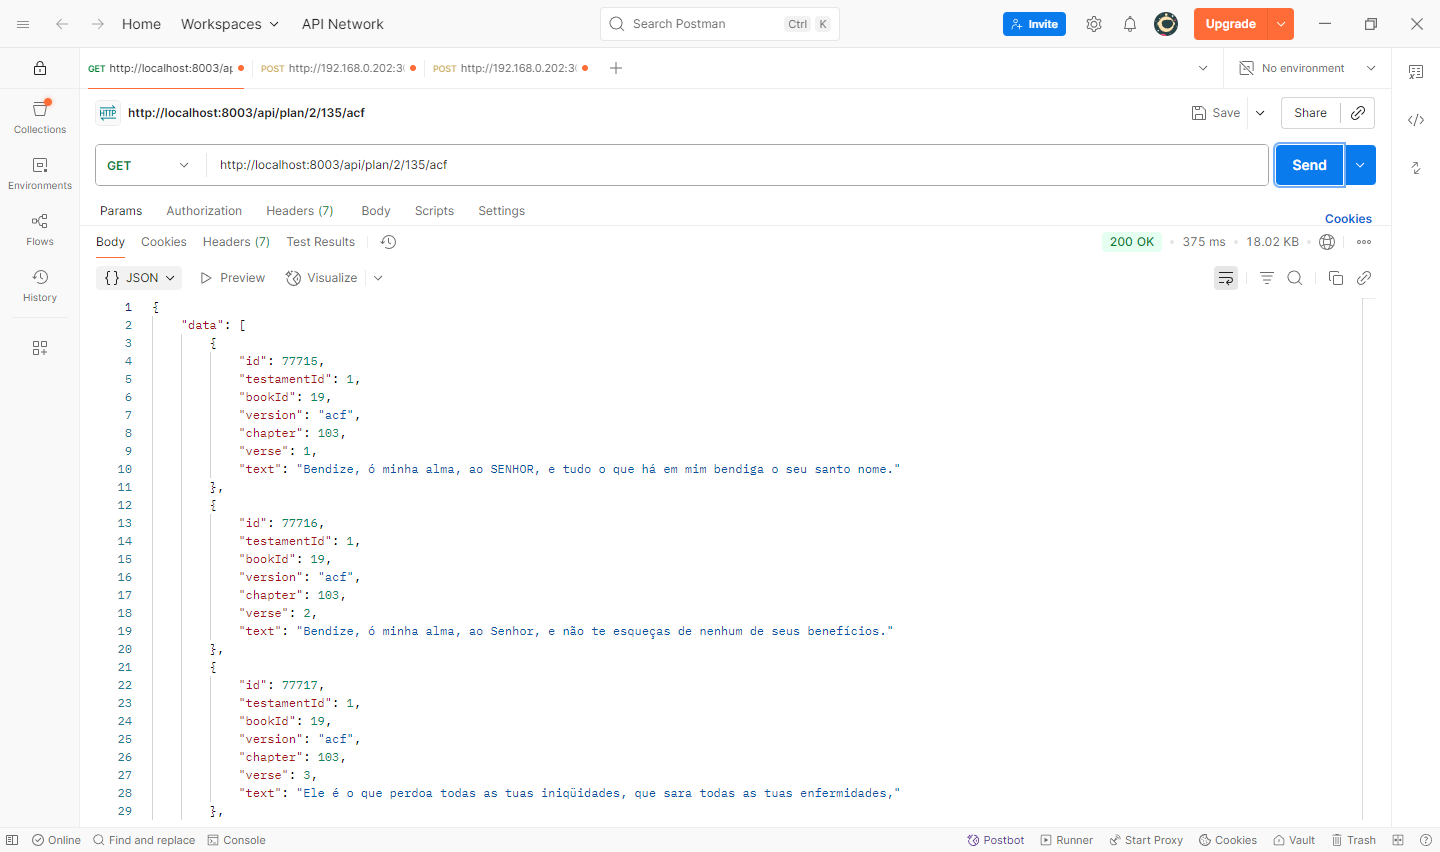 Home Workspaces API Network Search Postman Ctrl K Invite Upgrade
GET http://localhost:8003/ap POST http://192.168.0.202:30 POST http://192.168.0.202:30 No environment
Collections
Environments
Flows
History
HTTP http://localhost:8003/api/plan/2/135/acf Save Share
GET http://localhost:8003/api/plan/2/135/acf Send
Params Authorization Headers (7) Body Scripts Settings Cookies
Body Cookies Headers (7) Test Results 200 OK 375 ms 18.02 KB
{ } JSON Preview Visualize
1 {
2 "data": [
3 {
4 "id": 77715,
5 "testamentId": 1,
6 "bookId": 19,
7 "version": "acf",
8 "chapter": 103,
9 "verse": 1,
10 "text": "Bendize, ó minha alma, ao SENHOR, e tudo o que há em mim bendiga o seu santo nome."
11 },
12 {
13 "id": 77716,
14 "testamentId": 1,
15 "bookId": 19,
16 "version": "acf",
17 "chapter": 103,
18 "verse": 2,
19 "text": "Bendize, ó minha alma, ao Senhor, e não te esqueças de nenhum de seus benefícios."
20 },
21 {
22 "id": 77717,
23 "testamentId": 1,
24 "bookId": 19,
25 "version": "acf",
26 "chapter": 103,
27 "verse": 3,
28 "text": "Ele é o que perdoa todas as tuas iniqüidades, que sara todas as tuas enfermidades,"
29 },
Online Find and replace Console Postbot Runner Start Proxy Cookies Vault Trash